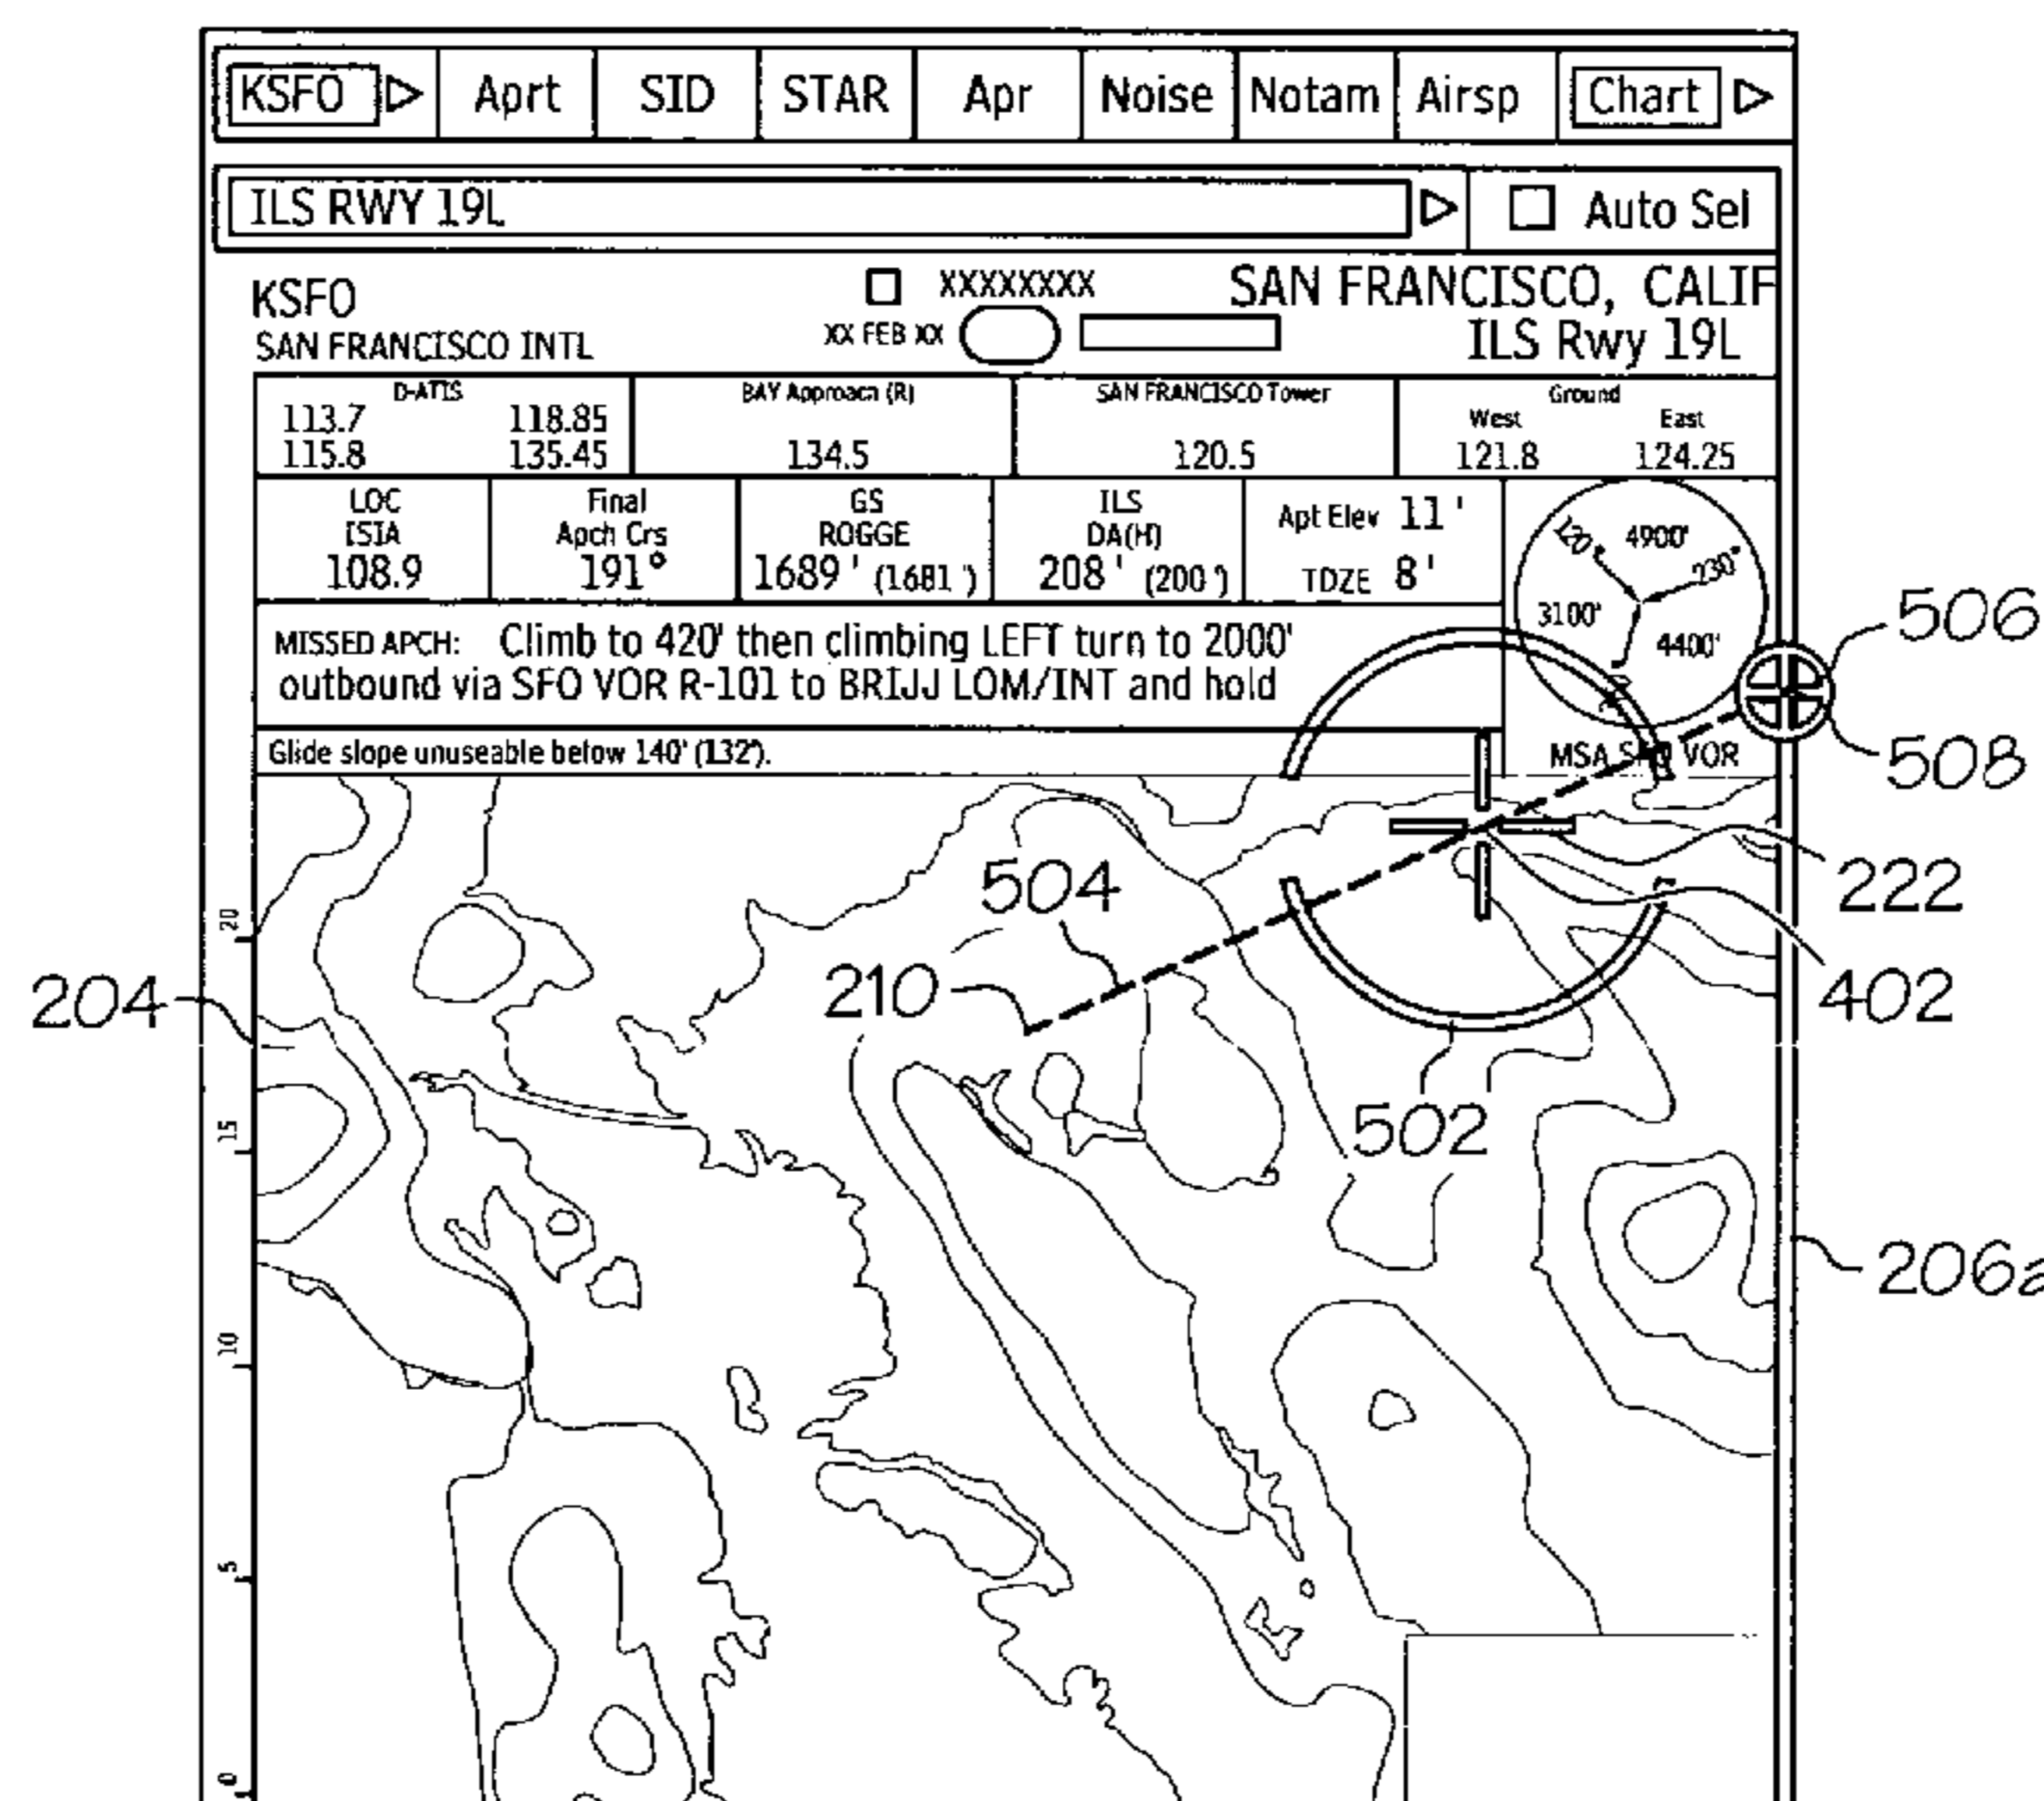 KSFO Aprt SID STAR Apr Noise Notam Airsp Chart
ILS RWY 19L Auto Sel
KSFO XXXXXXXX SAN FRANCISCO, CALIF
SAN FRANCISCO INTL XX FEB XX ILS Rwy 19L
D-ATIS BAY Approach (R) SAN FRANCISCO Tower Ground
West East
113.7 118.85
115.8 135.45 134.5 120.5 121.8 124.25
LOC Final GS ILS Apt Elev 11'
ISIA Apch Crs ROGGE DA(H)
108.9 191° 1689' (1681') 208' (200') TDZE 8'
120° 4900' 230°
3100' 4400'
MISSED APCH: Climb to 420' then climbing LEFT turn to 2000'
outbound via SFO VOR R-101 to BRIJJ LOM/INT and hold
Glide slope unuseable below 140' (132').
MSA VOR
506
508
504
222
210
402
204
502
206a
20
15
10
5
0